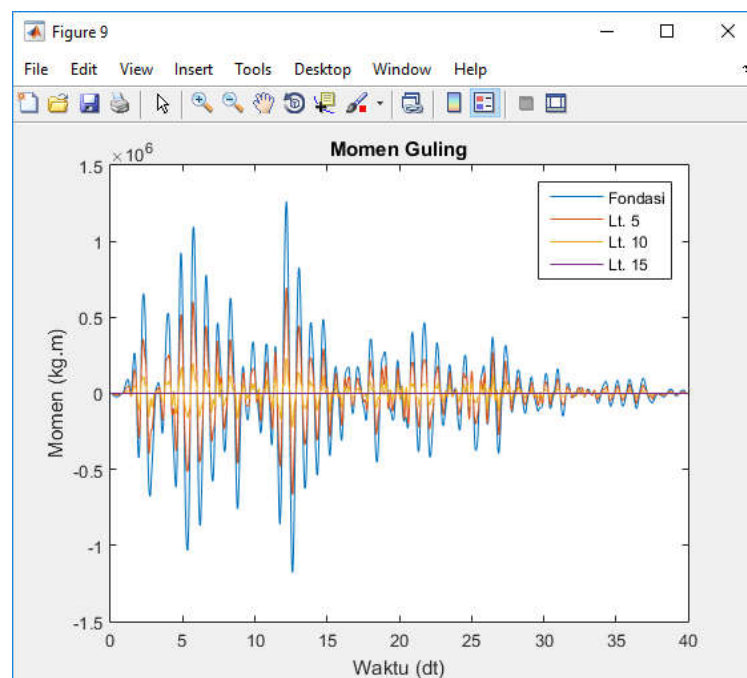 Figure 9
File Edit View Insert Tools Desktop Window Help
×10^6
Momen Guling
Fondasi
Lt. 5
Lt. 10
Lt. 15
Momen (kg.m)
1.5
1
0.5
0
-0.5
-1
-1.5
0 5 10 15 20 25 30 35 40
Waktu (dt)